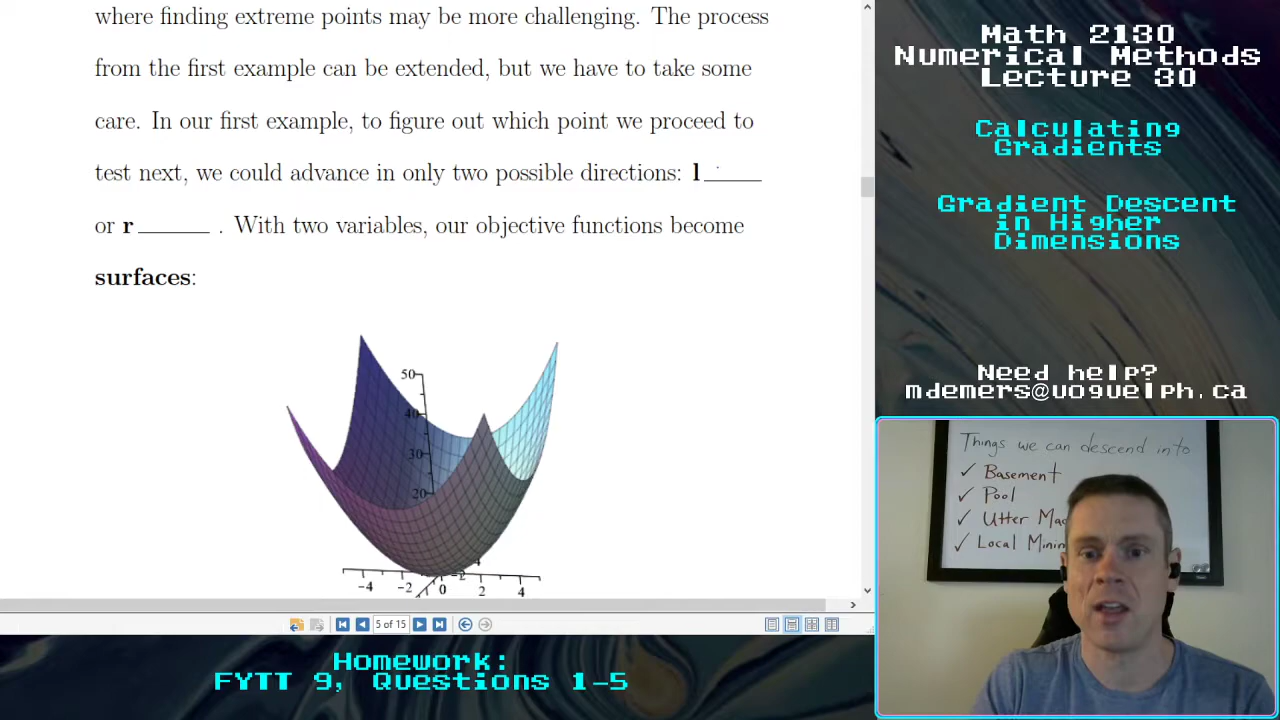 where finding extreme points may be more challenging. The process
from the first example can be extended, but we have to take some
care. In our first example, to figure out which point we proceed to
test next, we could advance in only two possible directions: l_____
or r______ . With two variables, our objective functions become
surfaces:
50
40
30
20
-4 -2 0 2 4
-2
5 of 15
Math 2130
Numerical Methods
Lecture 30
Calculating
Gradients
Gradient Descent
in Higher
Dimensions
Need help?
mdemers@uoguelph.ca
Things we can descend into
✓ Basement
✓ Pool
✓ Utter
✓ Local
Homework:
FYTT 9, Questions 1-5